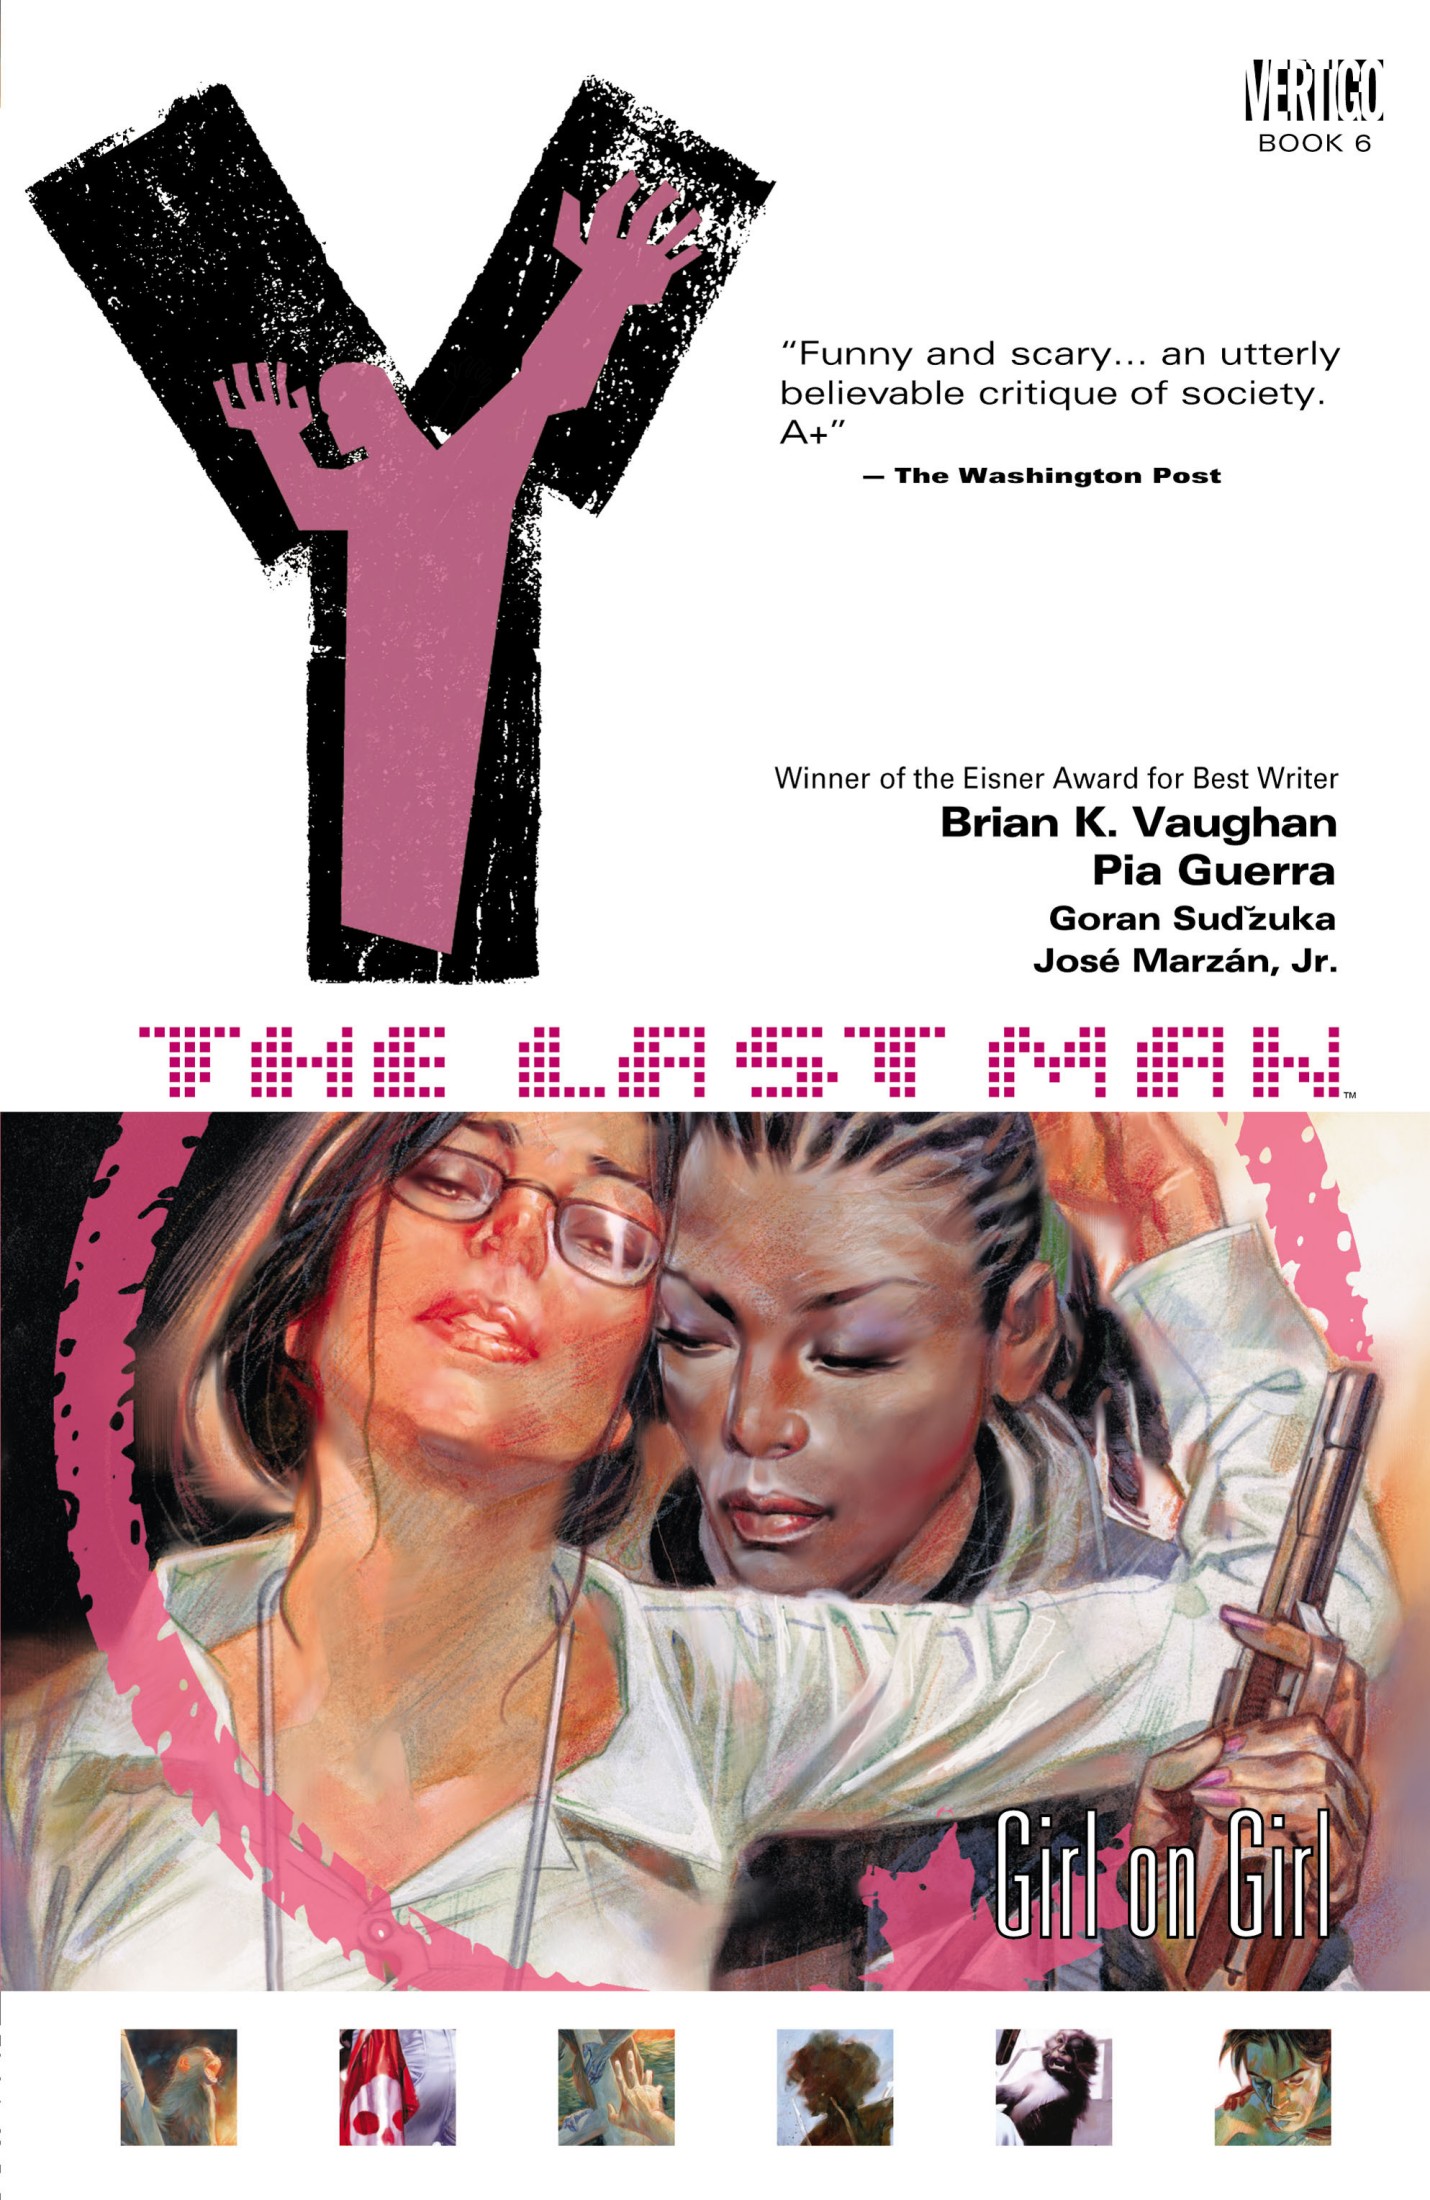 VERTIGO
BOOK 6
Y
“Funny and scary... an utterly
believable critique of society.
A+”
— The Washington Post
Winner of the Eisner Award for Best Writer
Brian K. Vaughan
Pia Guerra
Goran Sudžuka
José Marzán, Jr.
THE LAST MAN™
Girl on Girl